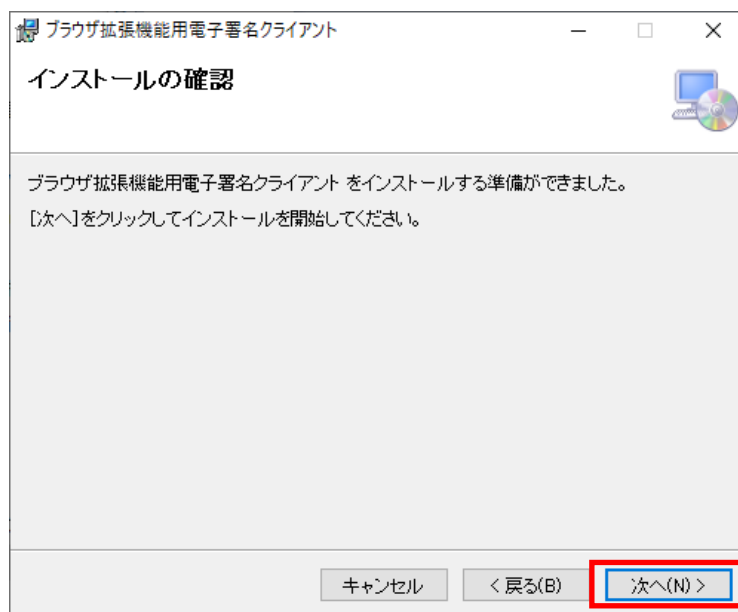 ブラウザ拡張機能用電子署名クライアント
インストールの確認
ブラウザ拡張機能用電子署名クライアント をインストールする準備ができました。
[次へ]をクリックしてインストールを開始してください。
キャンセル
< 戻る(B)
次へ(N) >